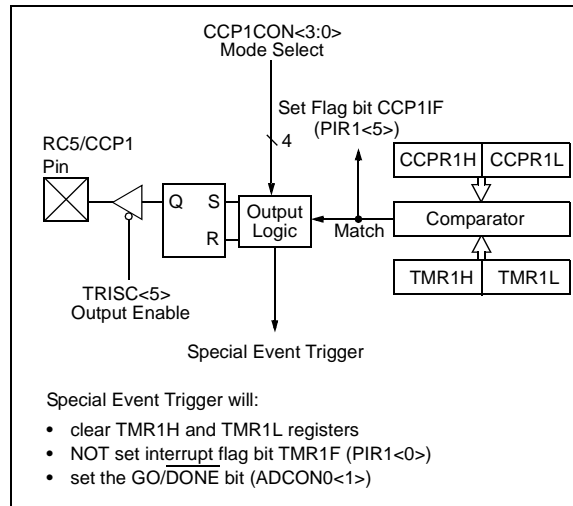 CCP1CON<3:0>
Mode Select
Set Flag bit CCP1IF
(PIR1<5>)
4
RC5/CCP1
Pin
CCPR1H CCPR1L
Q S
R
Output
Logic
Match
Comparator
TRISC<5>
Output Enable
TMR1H TMR1L
Special Event Trigger
Special Event Trigger will:
• clear TMR1H and TMR1L registers
• NOT set interrupt flag bit TMR1F (PIR1<0>)
• set the GO/DONE bit (ADCON0<1>)